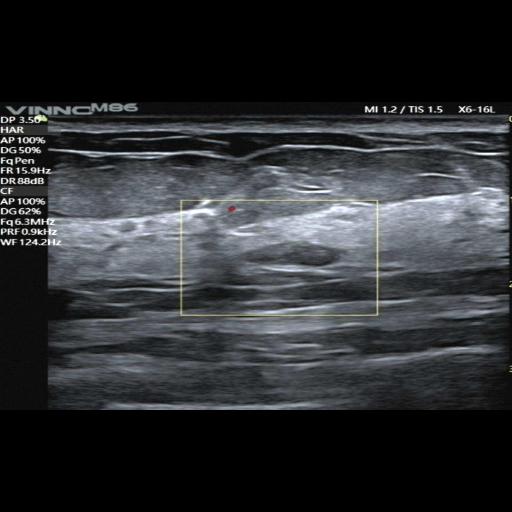 VINNO M86
MI 1.2 / TIS 1.5 X6-16L
DP 3.50
HAR
AP 100%
DG 50%
Fq Pen
FR 15.9Hz
DR 88dB
CF
AP 100%
DG 62%
Fq 6.3MHz
PRF 0.9kHz
WF 124.2Hz